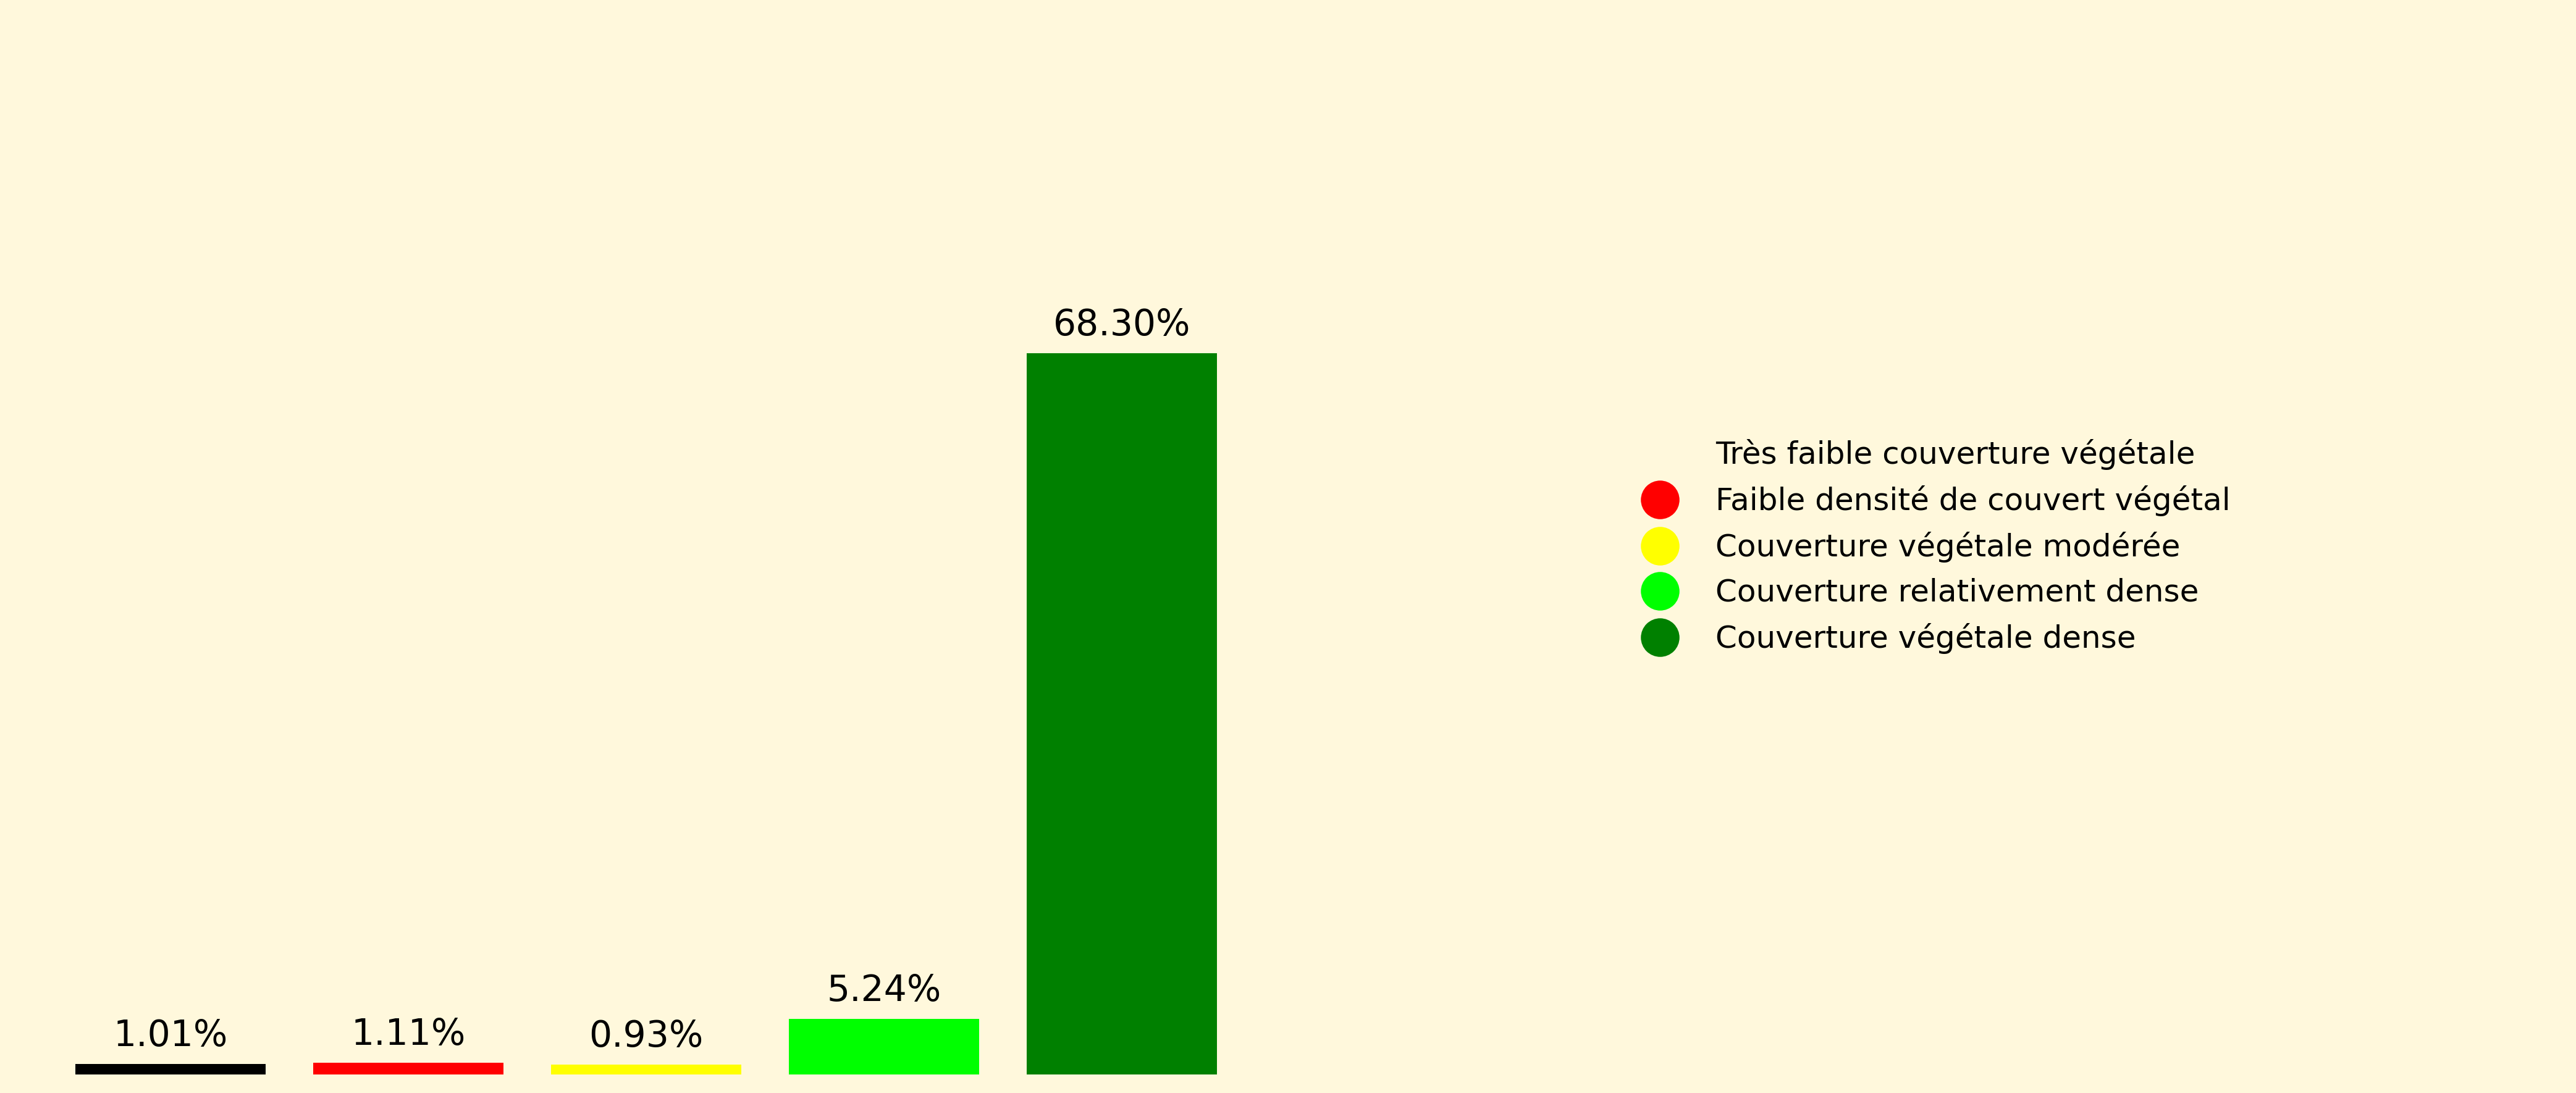 68.30%
5.24%
1.01%
1.11%
0.93%
Très faible couverture végétale
Faible densité de couvert végétal
Couverture végétale modérée
Couverture relativement dense
Couverture végétale dense